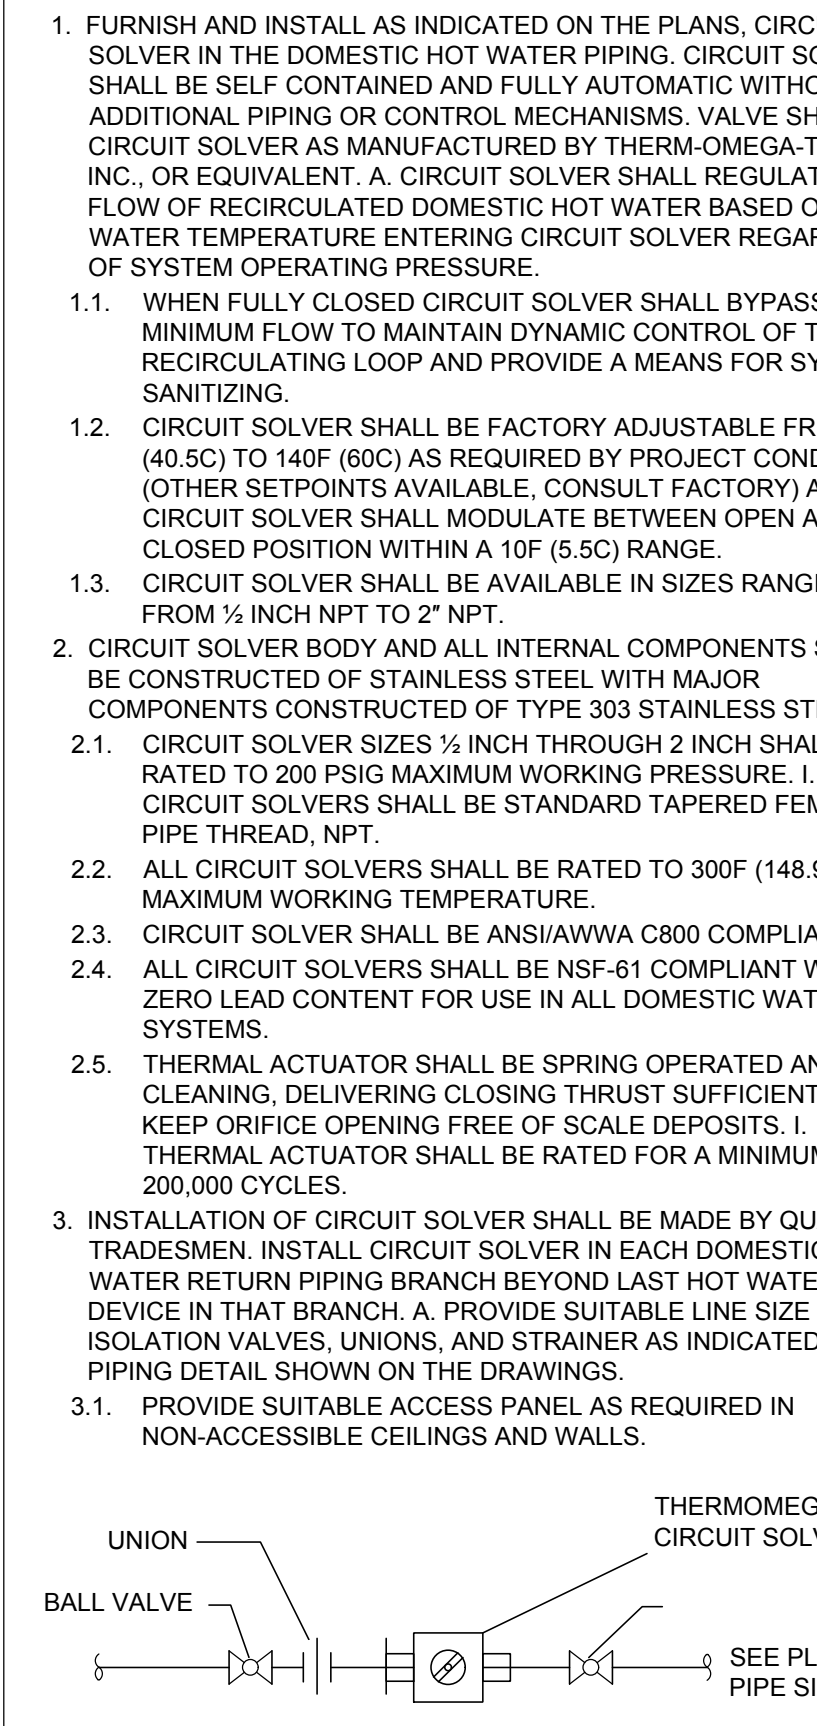 1. FURNISH AND INSTALL AS INDICATED ON THE PLANS, CIRC
SOLVER IN THE DOMESTIC HOT WATER PIPING. CIRCUIT SO
SHALL BE SELF CONTAINED AND FULLY AUTOMATIC WITHO
ADDITIONAL PIPING OR CONTROL MECHANISMS. VALVE SH
CIRCUIT SOLVER AS MANUFACTURED BY THERM-OMEGA-T
INC., OR EQUIVALENT. A. CIRCUIT SOLVER SHALL REGULAT
FLOW OF RECIRCULATED DOMESTIC HOT WATER BASED O
WATER TEMPERATURE ENTERING CIRCUIT SOLVER REGAR
OF SYSTEM OPERATING PRESSURE.
1.1. WHEN FULLY CLOSED CIRCUIT SOLVER SHALL BYPASS
MINIMUM FLOW TO MAINTAIN DYNAMIC CONTROL OF T
RECIRCULATING LOOP AND PROVIDE A MEANS FOR SY
SANITIZING.
1.2. CIRCUIT SOLVER SHALL BE FACTORY ADJUSTABLE FR
(40.5C) TO 140F (60C) AS REQUIRED BY PROJECT COND
(OTHER SETPOINTS AVAILABLE, CONSULT FACTORY) A
CIRCUIT SOLVER SHALL MODULATE BETWEEN OPEN A
CLOSED POSITION WITHIN A 10F (5.5C) RANGE.
1.3. CIRCUIT SOLVER SHALL BE AVAILABLE IN SIZES RANGI
FROM ½ INCH NPT TO 2″ NPT.
2. CIRCUIT SOLVER BODY AND ALL INTERNAL COMPONENTS S
BE CONSTRUCTED OF STAINLESS STEEL WITH MAJOR
COMPONENTS CONSTRUCTED OF TYPE 303 STAINLESS STE
2.1. CIRCUIT SOLVER SIZES ½ INCH THROUGH 2 INCH SHAL
RATED TO 200 PSIG MAXIMUM WORKING PRESSURE. I.
CIRCUIT SOLVERS SHALL BE STANDARD TAPERED FEM
PIPE THREAD, NPT.
2.2. ALL CIRCUIT SOLVERS SHALL BE RATED TO 300F (148.9
MAXIMUM WORKING TEMPERATURE.
2.3. CIRCUIT SOLVER SHALL BE ANSI/AWWA C800 COMPLIA
2.4. ALL CIRCUIT SOLVERS SHALL BE NSF-61 COMPLIANT W
ZERO LEAD CONTENT FOR USE IN ALL DOMESTIC WAT
SYSTEMS.
2.5. THERMAL ACTUATOR SHALL BE SPRING OPERATED AN
CLEANING, DELIVERING CLOSING THRUST SUFFICIENT
KEEP ORIFICE OPENING FREE OF SCALE DEPOSITS. I.
THERMAL ACTUATOR SHALL BE RATED FOR A MINIMUM
200,000 CYCLES.
3. INSTALLATION OF CIRCUIT SOLVER SHALL BE MADE BY QU
TRADESMEN. INSTALL CIRCUIT SOLVER IN EACH DOMESTIC
WATER RETURN PIPING BRANCH BEYOND LAST HOT WATE
DEVICE IN THAT BRANCH. A. PROVIDE SUITABLE LINE SIZE
ISOLATION VALVES, UNIONS, AND STRAINER AS INDICATED
PIPING DETAIL SHOWN ON THE DRAWINGS.
3.1. PROVIDE SUITABLE ACCESS PANEL AS REQUIRED IN
NON-ACCESSIBLE CEILINGS AND WALLS.
THERMOMEG
CIRCUIT SOLV
UNION
BALL VALVE
SEE PL
PIPE SI